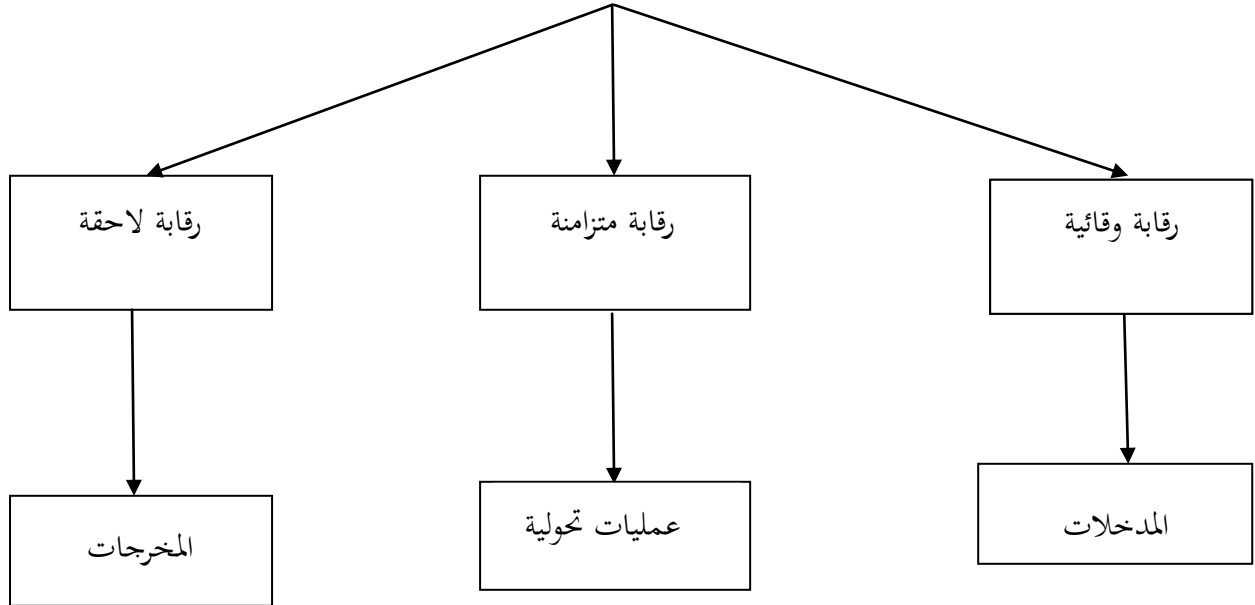 رقابة وقائية
رقابة متزامنة
رقابة لاحقة
المدخلات
عمليات تحولية
المخرجات